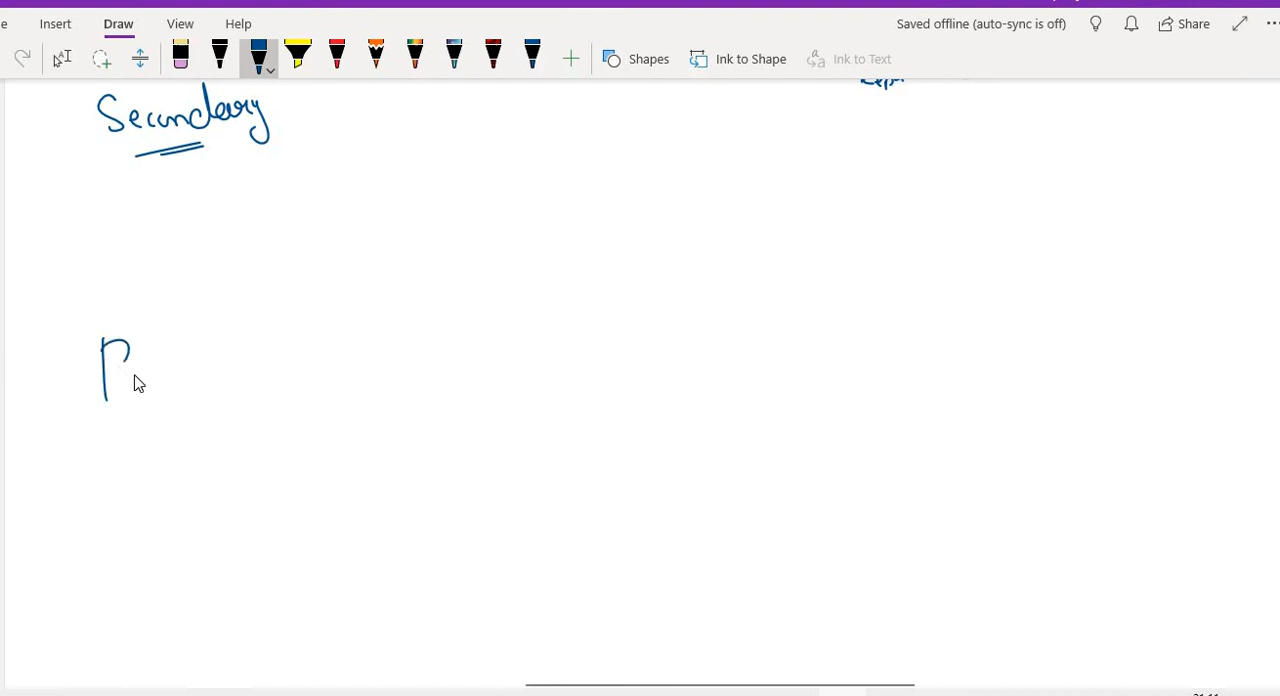 Insert Draw View Help Saved offline (auto-sync is off) Share
Shapes Ink to Shape Ink to Text
Secondary